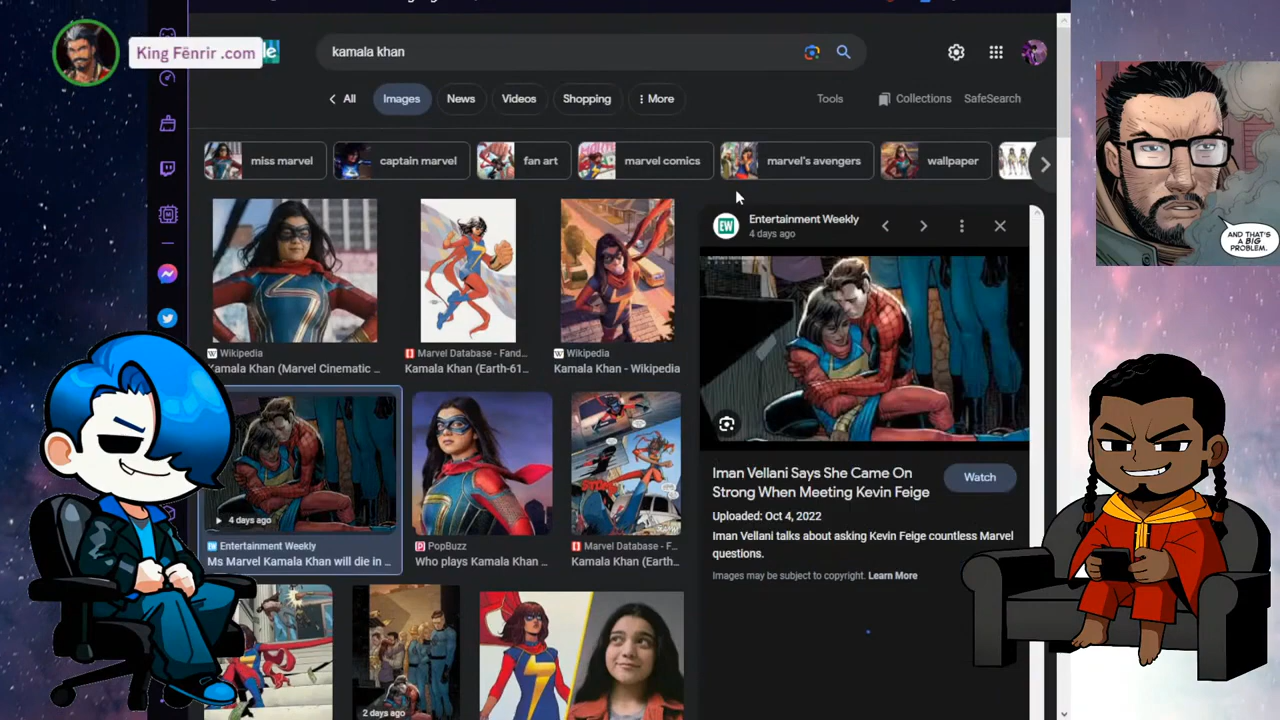 King Fēnrir .com
le
kamala khan
All
Images
News
Videos
Shopping
More
Tools
Collections
SafeSearch
miss marvel
captain marvel
fan art
marvel comics
marvel's avengers
wallpaper
AND THAT'S
A BIG
PROBLEM.
EW
Entertainment Weekly
4 days ago
W Wikipedia
Kamala Khan (Marvel Cinematic ...
Marvel Database - Fand...
Kamala Khan (Earth-61...
W Wikipedia
Kamala Khan - Wikipedia
Iman Vellani Says She Came On
Strong When Meeting Kevin Feige
Watch
Uploaded: Oct 4, 2022
Iman Vellani talks about asking Kevin Feige countless Marvel
questions.
Images may be subject to copyright. Learn More
4 days ago
Entertainment Weekly
Ms Marvel Kamala Khan will die in ...
PopBuzz
Who plays Kamala Khan ...
Marvel Database - F...
Kamala Khan (Earth...
2 days ago